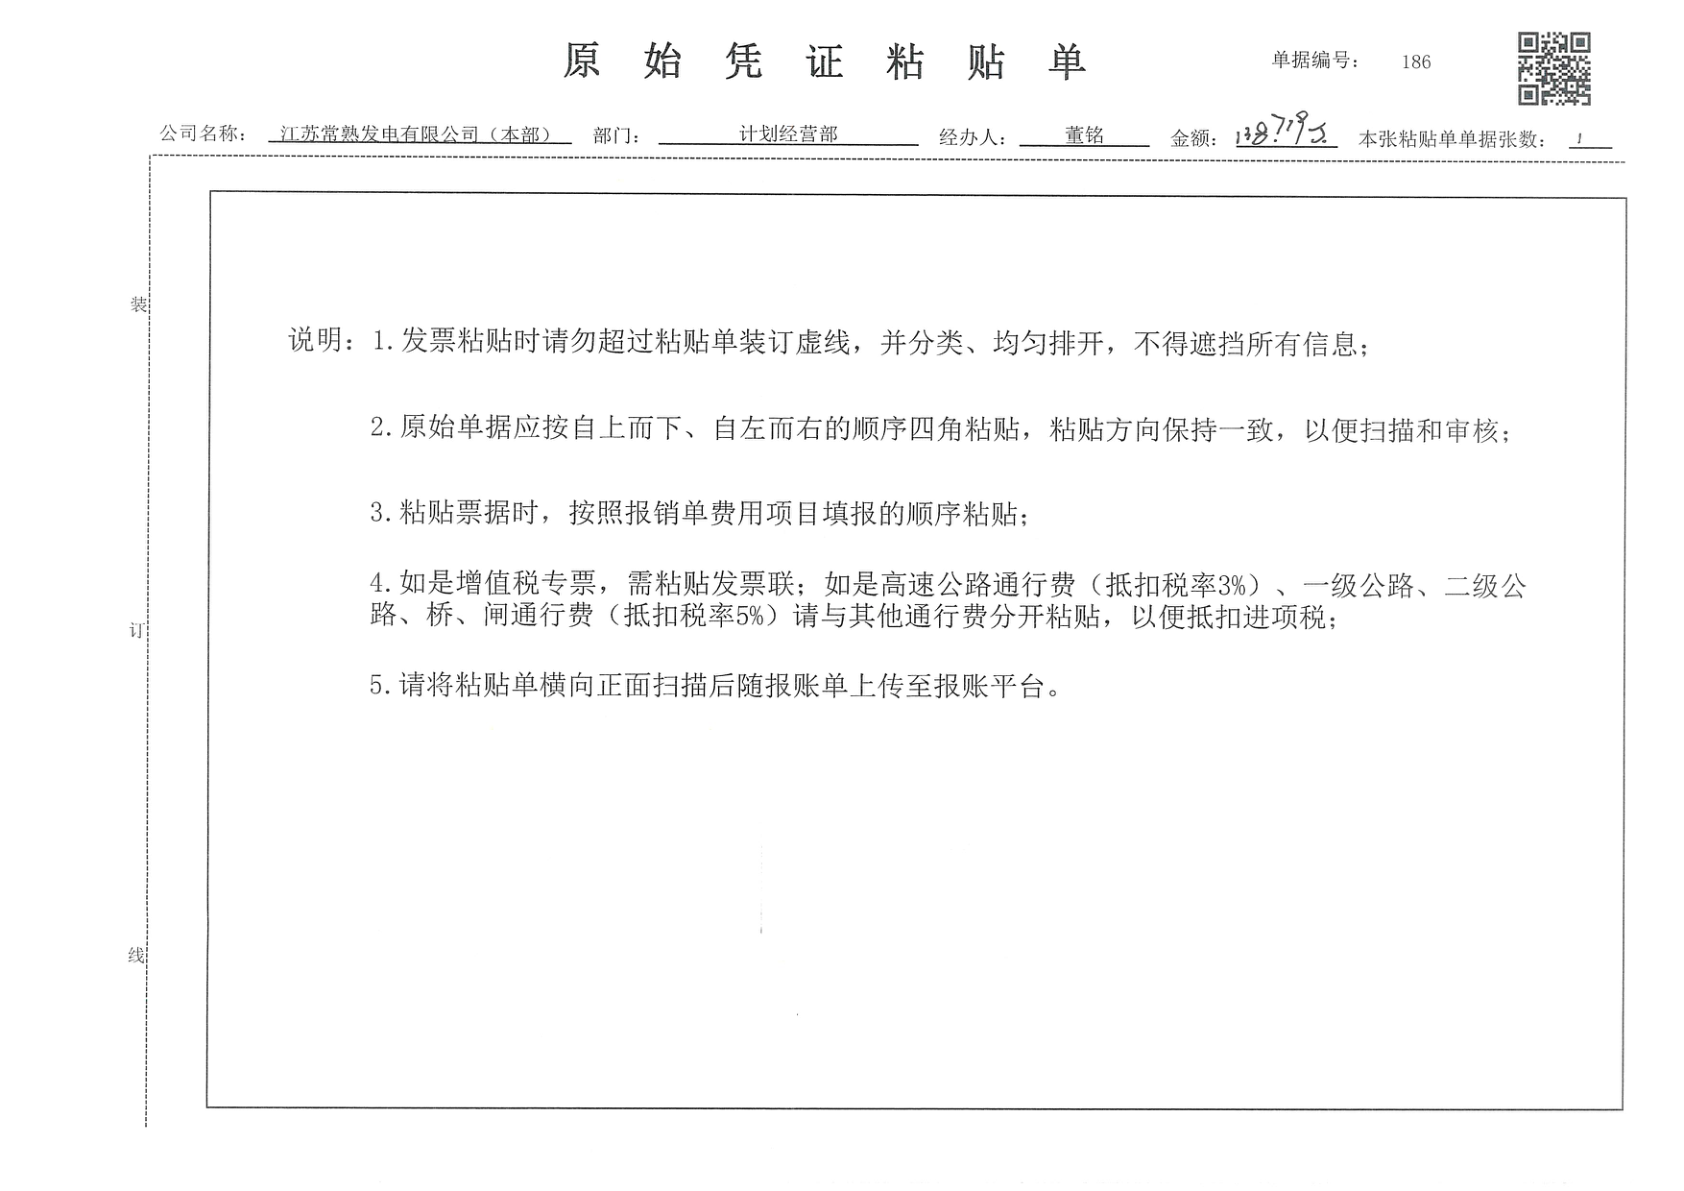 原始凭证粘贴单
单据编号: 186
公司名称: 江苏常熟发电有限公司（本部） 部门: 计划经营部 经办人: 董铭 金额: 本张粘贴单单据张数: 1
装
订
线
说明: 1.发票粘贴时请勿超过粘贴单装订虚线，并分类、均匀排开，不得遮挡所有信息；
2.原始单据应按自上而下、自左而右的顺序四角粘贴，粘贴方向保持一致，以便扫描和审核；
3.粘贴票据时，按照报销单费用项目填报的顺序粘贴；
4.如是增值税专票，需粘贴发票联；如是高速公路通行费（抵扣税率3%）、一级公路、二级公
路、桥、闸通行费（抵扣税率5%）请与其他通行费分开粘贴，以便抵扣进项税；
5.请将粘贴单横向正面扫描后随报账单上传至报账平台。